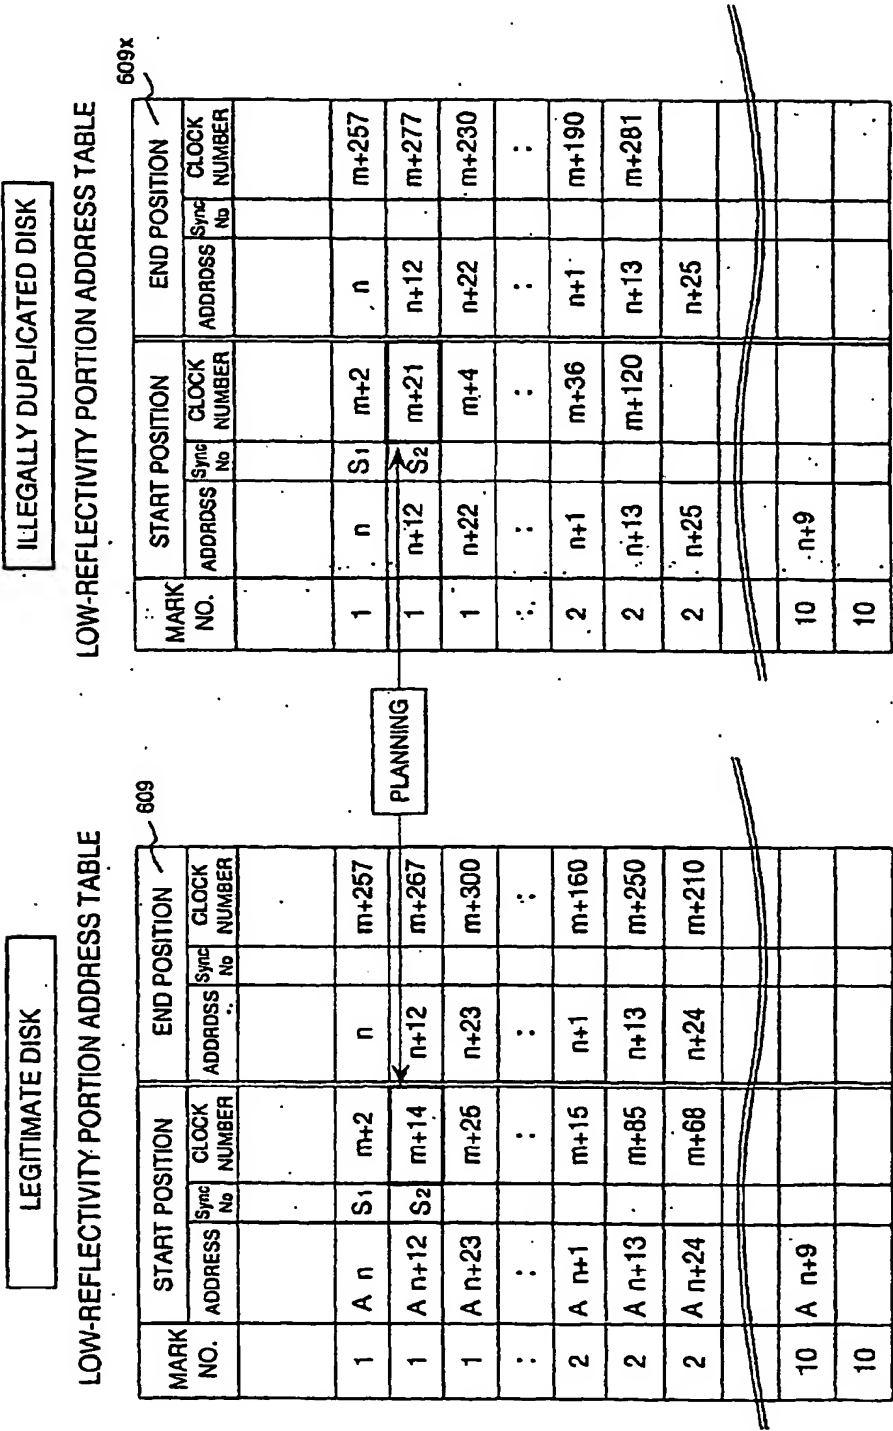 LEGITIMATE DISK
LOW-REFLECTIVITY PORTION ADDRESS TABLE
609
MARK NO. START POSITION END POSITION
ADDRESS Sync No CLOCK NUMBER ADDRDSS Sync No CLOCK NUMBER
1 A n S1 m+2 n m+257
1 A n+12 S2 m+14 n+12 m+267
1 A n+23 m+25 n+23 m+300
: : : : :
2 A n+1 m+15 n+1 m+160
2 A n+13 m+85 n+13 m+250
2 A n+24 m+68 n+24 m+210
10 A n+9
10
PLANNING
ILLEGALLY DUPLICATED DISK
LOW-REFLECTIVITY PORTION ADDRESS TABLE
609x
MARK NO. START POSITION END POSITION
ADDRDSS Sync No CLOCK NUMBER ADDRDSS Sync No CLOCK NUMBER
1 n S1 m+2 n m+257
1 n+12 S2 m+21 n+12 m+277
1 n+22 m+4 n+22 m+230
: : : : :
2 n+1 m+36 n+1 m+190
2 n+13 m+120 n+13 m+281
2 n+25 n+25
10 n+9
10